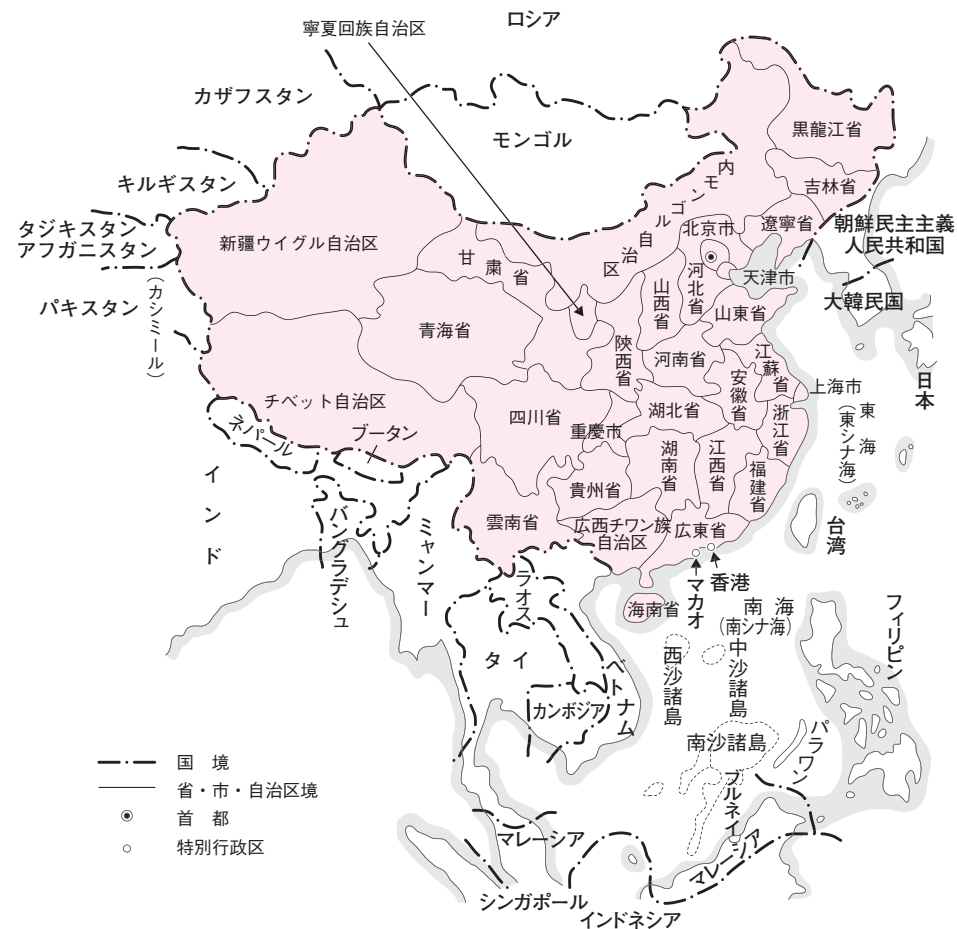 ロシア
寧夏回族自治区
カザフスタン
モンゴル
黒龍江省
内モンゴル自治区
吉林省
キルギスタン
タジキスタン
アフガニスタン
新疆ウイグル自治区
北京市
遼寧省
朝鮮民主主義
人民共和国
甘粛省
河北省
天津市
パキスタン
(カシミール)
大韓民国
山西省
山東省
青海省
陝西省
河南省
江蘇省
安徽省
上海市
日本
チベット自治区
四川省
重慶市
湖北省
浙江省
東海
(東シナ海)
ネパール
ブータン
湖南省
江西省
福建省
インド
貴州省
バングラデシュ
ミャンマー
雲南省
広西チワン族
自治区
広東省
台湾
ラオス
マカオ
香港
海南省
南海
(南シナ海)
フィリピン
タイ
ベトナム
西沙諸島
中沙諸島
カンボジア
南沙諸島
パラワン
ブルネイ
マレーシア
マレーシア
シンガポール
インドネシア
国境
省・市・自治区境
首都
特別行政区